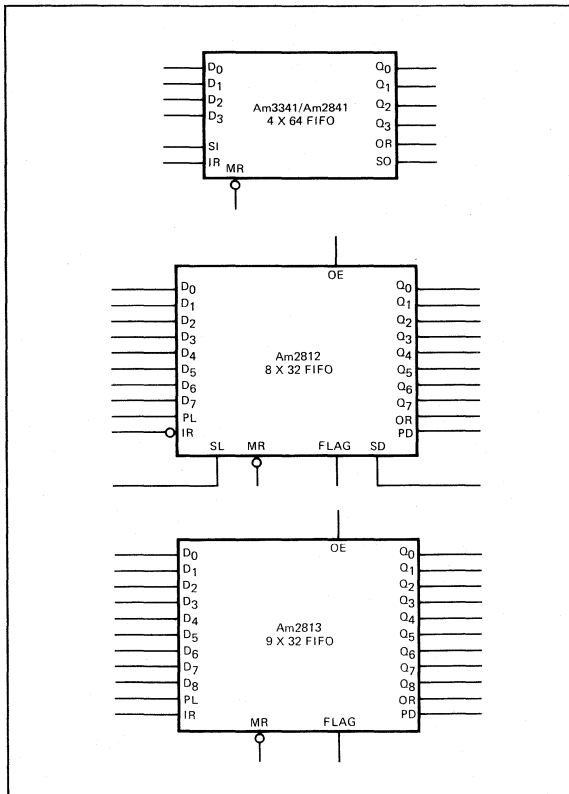 D0
D1
D2
D3
SI
IR
MR
Am3341/Am2841
4 X 64 FIFO
Q0
Q1
Q2
Q3
OR
SO
OE
D0
D1
D2
D3
D4
D5
D6
D7
PL
IR
Am2812
8 X 32 FIFO
Q0
Q1
Q2
Q3
Q4
Q5
Q6
Q7
OR
PD
SL MR FLAG SD
OE
D0
D1
D2
D3
D4
D5
D6
D7
D8
PL
IR
Am2813
9 X 32 FIFO
Q0
Q1
Q2
Q3
Q4
Q5
Q6
Q7
Q8
OR
PD
MR FLAG